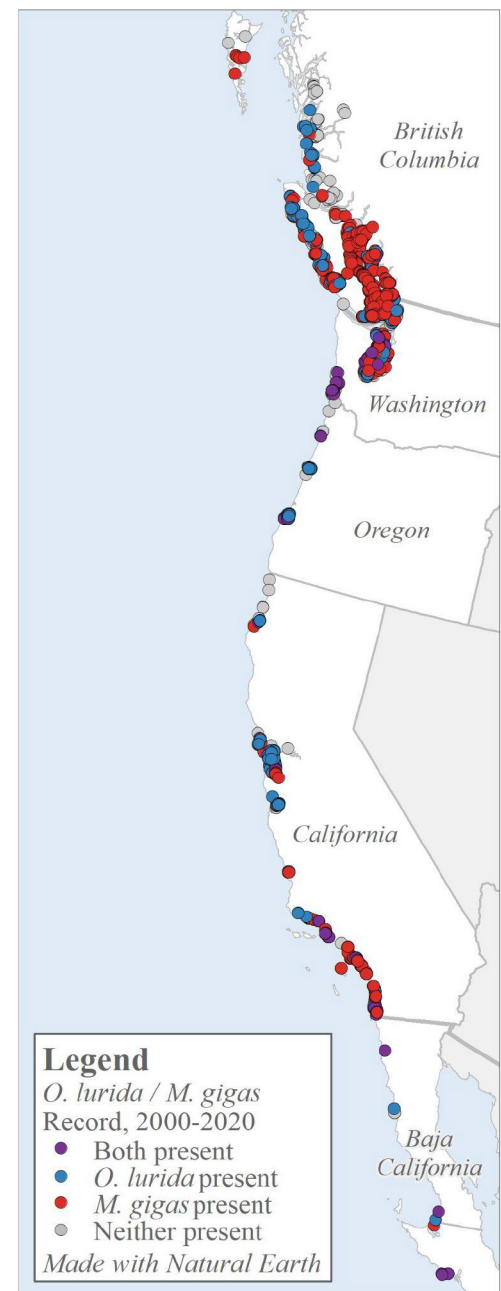 British
Columbia
Washington
Oregon
California
Legend
O. lurida / M. gigas
Record, 2000-2020
Both present
O. lurida present
M. gigas present
Neither present
Made with Natural Earth
Baja
California